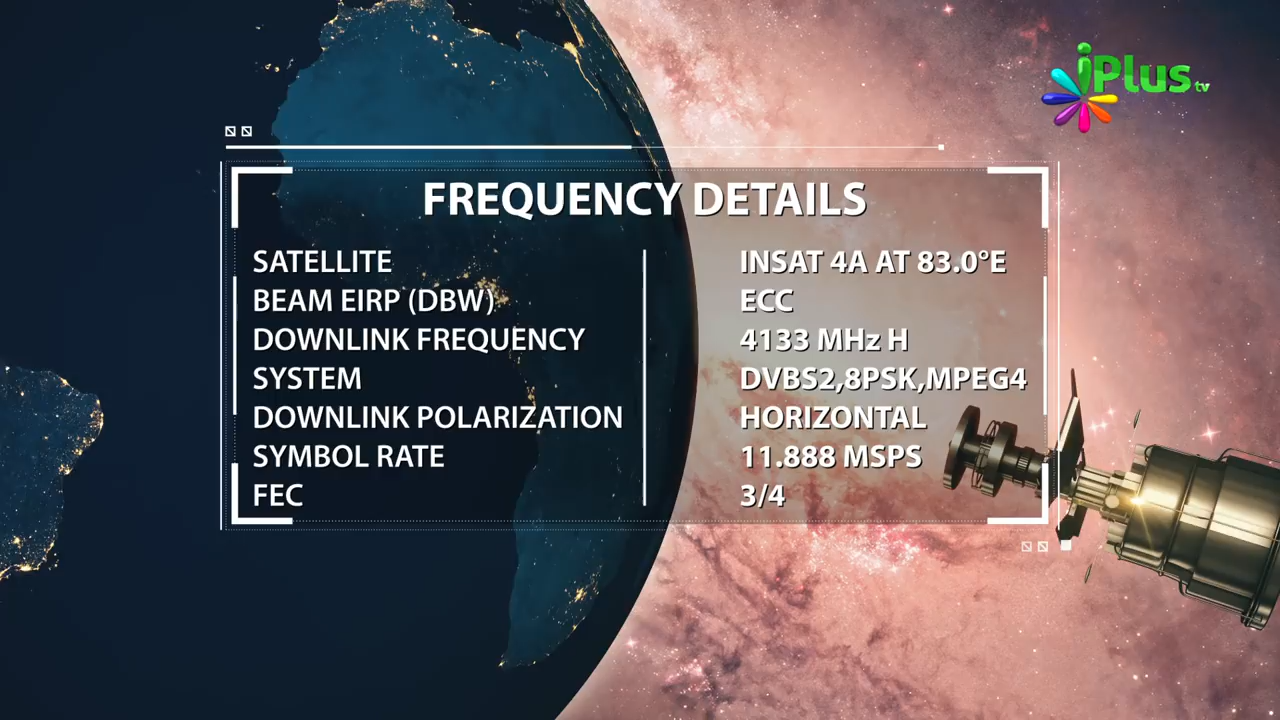 iPlus tv
FREQUENCY DETAILS
SATELLITE INSAT 4A AT 83.0°E
BEAM EIRP (DBW) ECC
DOWNLINK FREQUENCY 4133 MHz H
SYSTEM DVBS2,8PSK,MPEG4
DOWNLINK POLARIZATION HORIZONTAL
SYMBOL RATE 11.888 MSPS
FEC 3/4